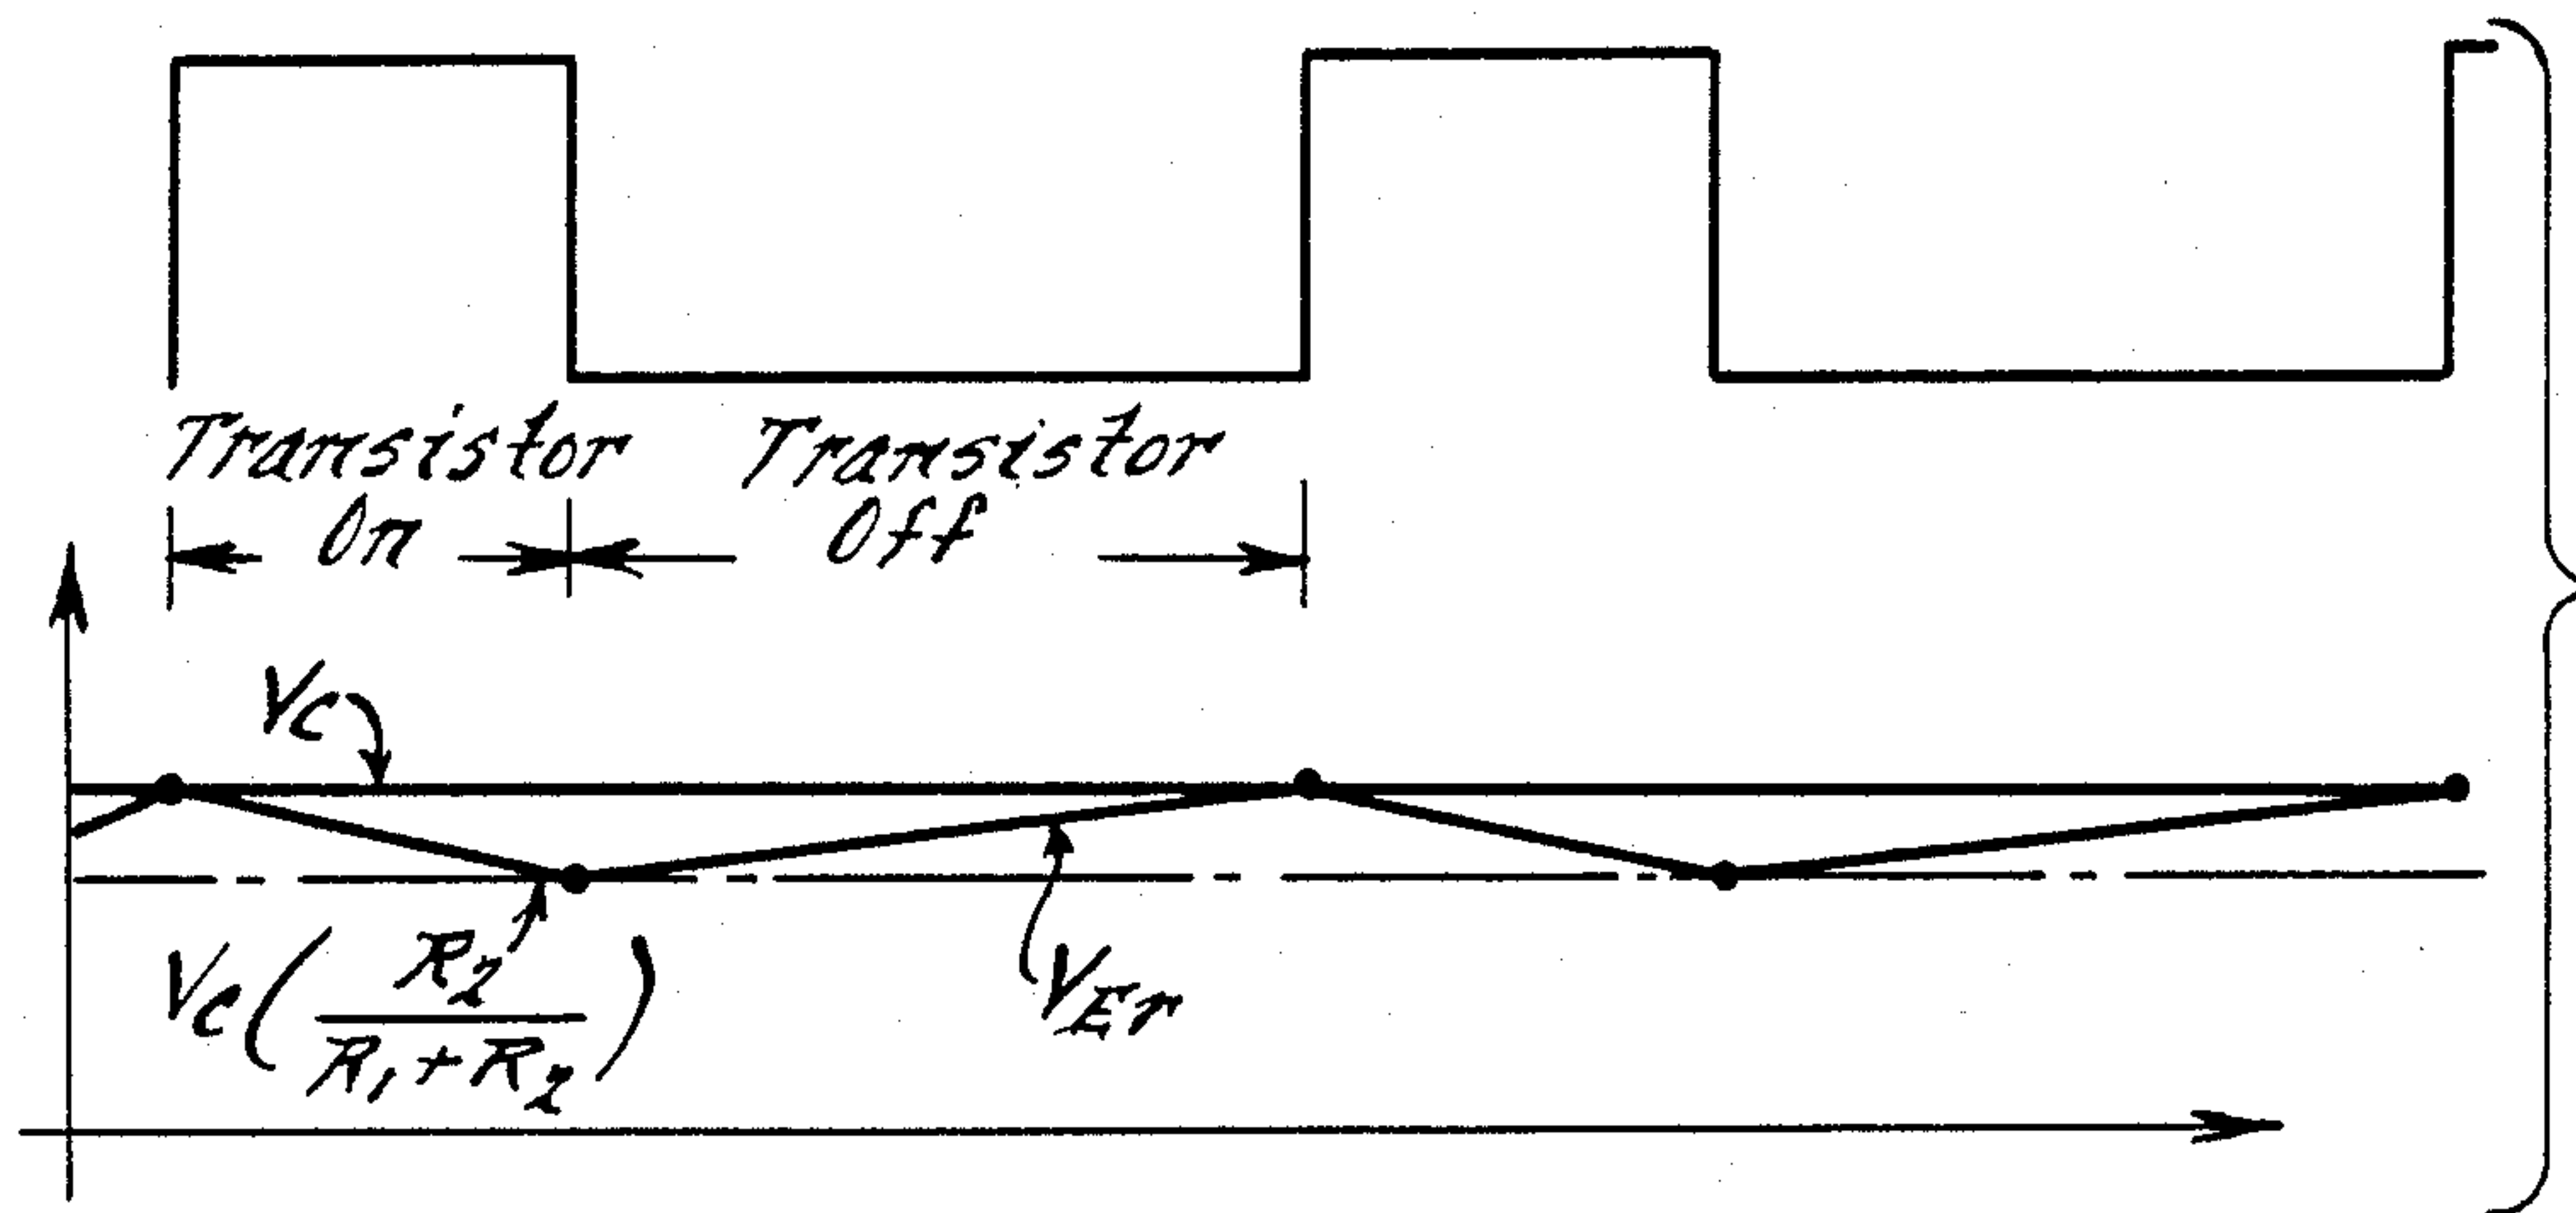 Transistor On
Transistor Off
Vc
Vc(R2/R1+R2)
VEr